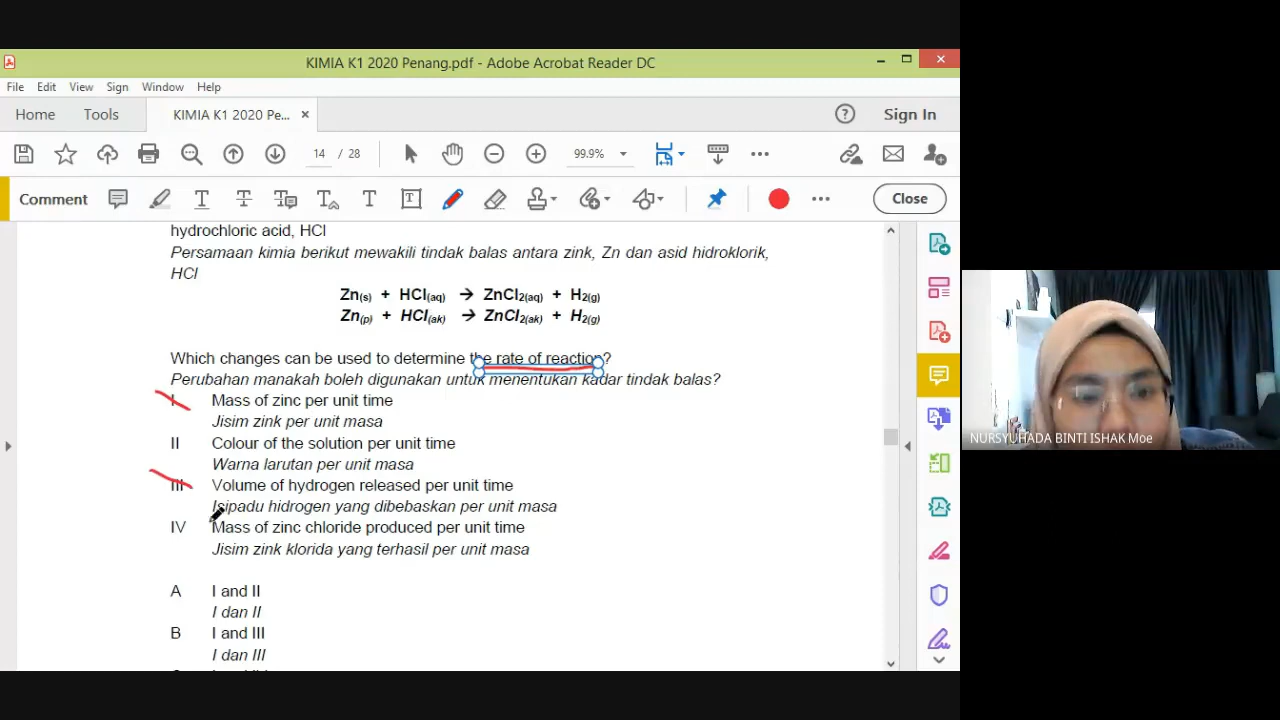 KIMIA K1 2020 Penang.pdf - Adobe Acrobat Reader DC
File Edit View Sign Window Help
Home Tools KIMIA K1 2020 Pe... × Sign In
14 / 28 99.9%
Comment Close
hydrochloric acid, HCl
Persamaan kimia berikut mewakili tindak balas antara zink, Zn dan asid hidroklorik,
HCl
Zn(s) + HCl(aq) → ZnCl2(aq) + H2(g)
Zn(p) + HCl(ak) → ZnCl2(ak) + H2(g)
Which changes can be used to determine the rate of reaction?
Perubahan manakah boleh digunakan untuk menentukan kadar tindak balas?
I Mass of zinc per unit time
Jisim zink per unit masa
II Colour of the solution per unit time
Warna larutan per unit masa
III Volume of hydrogen released per unit time
Isipadu hidrogen yang dibebaskan per unit masa
IV Mass of zinc chloride produced per unit time
Jisim zink klorida yang terhasil per unit masa
A I and II
I dan II
B I and III
I dan III
NURSYUHADA BINTI ISHAK Moe